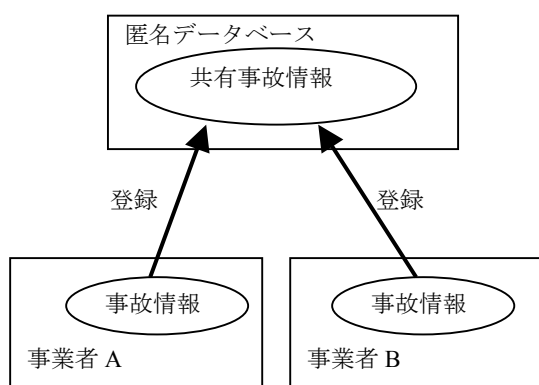 匿名データベース
共有事故情報
登録
登録
事故情報
事故情報
事業者 A
事業者 B